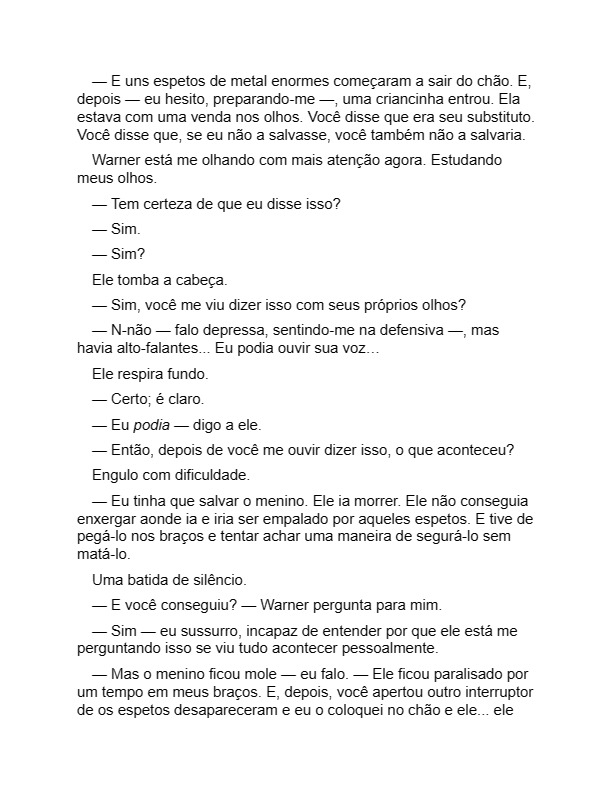 — E uns espetos de metal enormes começaram a sair do chão. E,
depois — eu hesito, preparando-me —, uma criancinha entrou. Ela
estava com uma venda nos olhos. Você disse que era seu substituto.
Você disse que, se eu não a salvasse, você também não a salvaria.
Warner está me olhando com mais atenção agora. Estudando
meus olhos.
— Tem certeza de que eu disse isso?
— Sim.
— Sim?
Ele tomba a cabeça.
— Sim, você me viu dizer isso com seus próprios olhos?
— N-não — falo depressa, sentindo-me na defensiva —, mas
havia alto-falantes... Eu podia ouvir sua voz…
Ele respira fundo.
— Certo; é claro.
— Eu podia — digo a ele.
— Então, depois de você me ouvir dizer isso, o que aconteceu?
Engulo com dificuldade.
— Eu tinha que salvar o menino. Ele ia morrer. Ele não conseguia
enxergar aonde ia e iria ser empalado por aqueles espetos. E tive de
pegá-lo nos braços e tentar achar uma maneira de segurá-lo sem
matá-lo.
Uma batida de silêncio.
— E você conseguiu? — Warner pergunta para mim.
— Sim — eu sussurro, incapaz de entender por que ele está me
perguntando isso se viu tudo acontecer pessoalmente.
— Mas o menino ficou mole — eu falo. — Ele ficou paralisado por
um tempo em meus braços. E, depois, você apertou outro interruptor
de os espetos desapareceram e eu o coloquei no chão e ele... ele